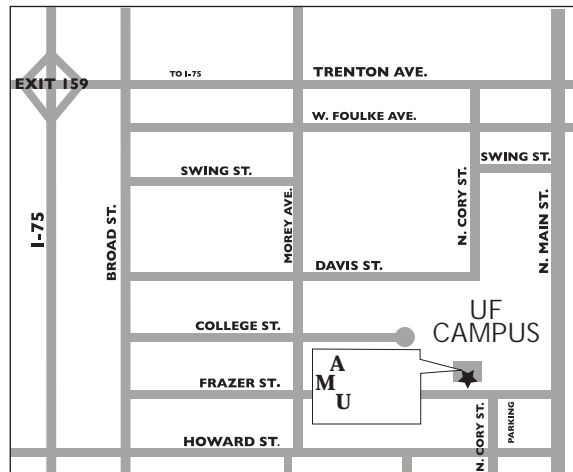 TO I-75
TRENTON AVE.
EXIT 159
W. FOULKE AVE.
SWING ST.
SWING ST.
I-75
BROAD ST.
MOREY AVE.
N. CORY ST.
N. MAIN ST.
DAVIS ST.
UF
CAMPUS
COLLEGE ST.
A
M
U
FRAZER ST.
N. CORY ST.
PARKING
HOWARD ST.